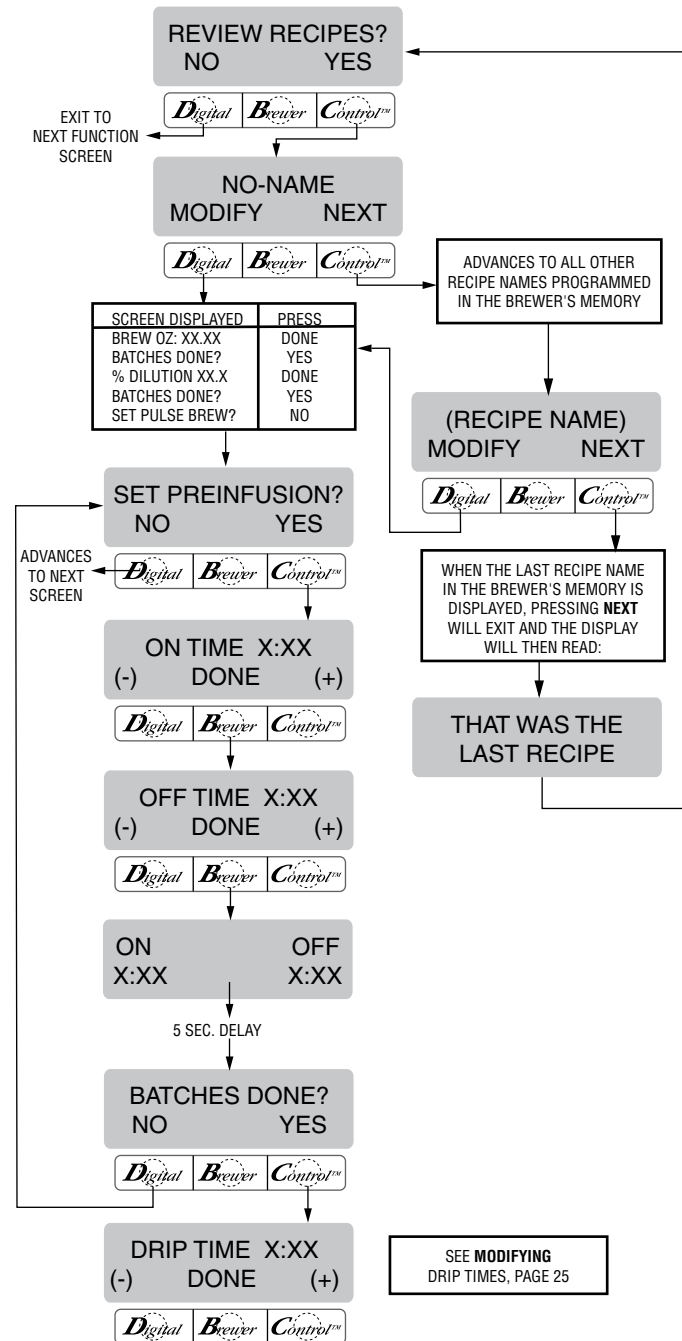 REVIEW RECIPES?
NO YES
Digital Brewer Control™
EXIT TO
NEXT FUNCTION
SCREEN
NO-NAME
MODIFY NEXT
Digital Brewer Control™
ADVANCES TO ALL OTHER
RECIPE NAMES PROGRAMMED
IN THE BREWER'S MEMORY
SCREEN DISPLAYED PRESS
BREW OZ: XX.XX DONE
BATCHES DONE? YES
% DILUTION XX.X DONE
BATCHES DONE? YES
SET PULSE BREW? NO
(RECIPE NAME)
MODIFY NEXT
Digital Brewer Control™
WHEN THE LAST RECIPE NAME
IN THE BREWER'S MEMORY IS
DISPLAYED, PRESSING NEXT
WILL EXIT AND THE DISPLAY
WILL THEN READ:
THAT WAS THE
LAST RECIPE
SET PREINFUSION?
NO YES
ADVANCES
TO NEXT
SCREEN
Digital Brewer Control™
ON TIME X:XX
(-) DONE (+)
Digital Brewer Control™
OFF TIME X:XX
(-) DONE (+)
Digital Brewer Control™
ON OFF
X:XX X:XX
5 SEC. DELAY
BATCHES DONE?
NO YES
Digital Brewer Control™
DRIP TIME X:XX
(-) DONE (+)
Digital Brewer Control™
SEE MODIFYING
DRIP TIMES, PAGE 25